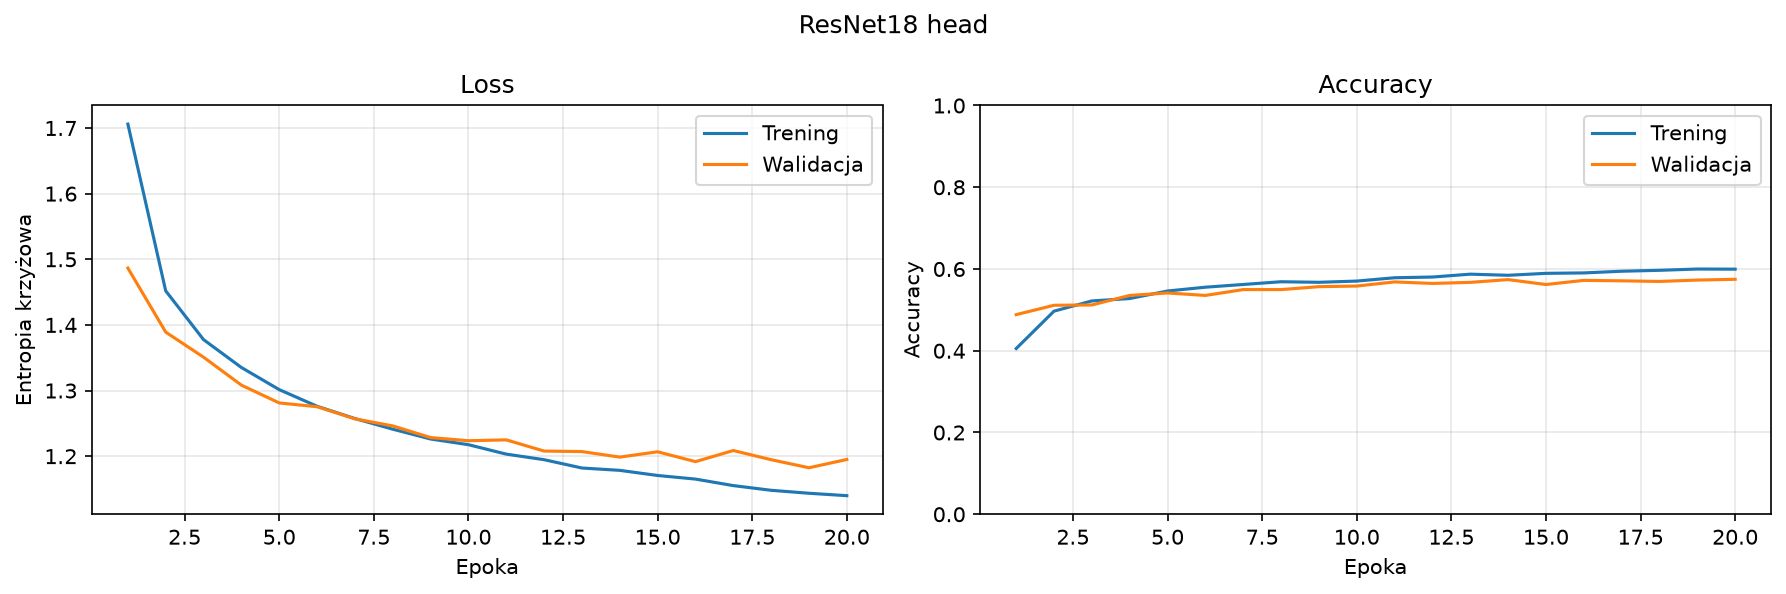 ResNet18 head
Loss
Entropia krzyżowa
1.7
1.6
1.5
1.4
1.3
1.2
Trening
Walidacja
2.5 5.0 7.5 10.0 12.5 15.0 17.5 20.0
Epoka
Accuracy
Accuracy
1.0
0.8
0.6
0.4
0.2
0.0
Trening
Walidacja
2.5 5.0 7.5 10.0 12.5 15.0 17.5 20.0
Epoka